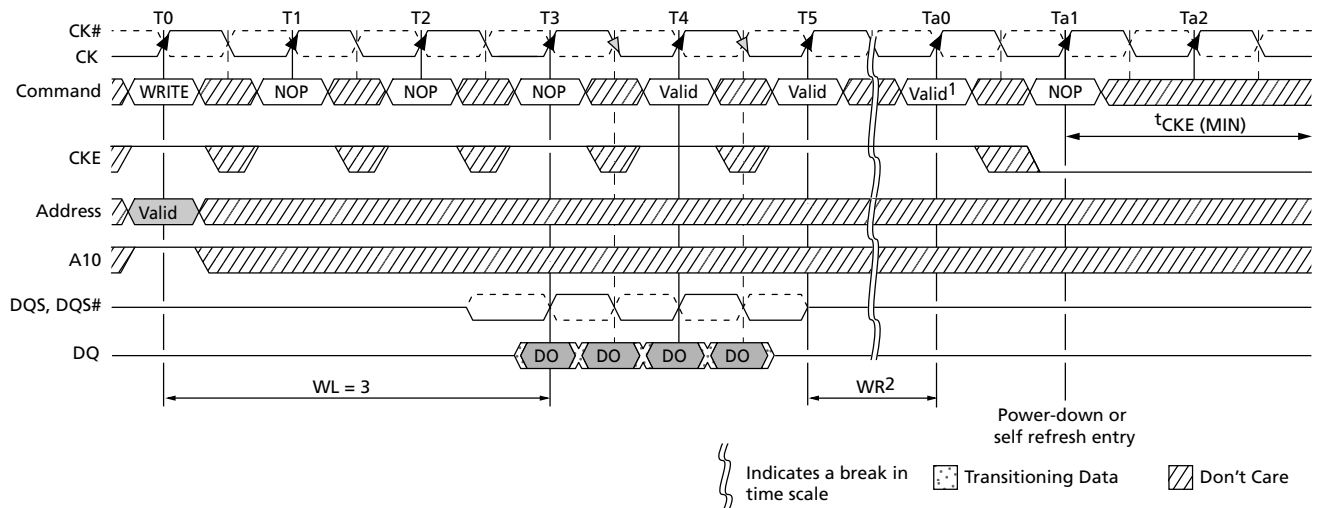 T0 T1 T2 T3 T4 T5 Ta0 Ta1 Ta2
CK#
CK
Command WRITE NOP NOP NOP Valid Valid Valid1 NOP
tCKE (MIN)
CKE
Address Valid
A10
DQS, DQS#
DQ DO DO DO DO
WL = 3 WR2
Power-down or
self refresh entry
Indicates a break in
time scale
Transitioning Data
Don't Care